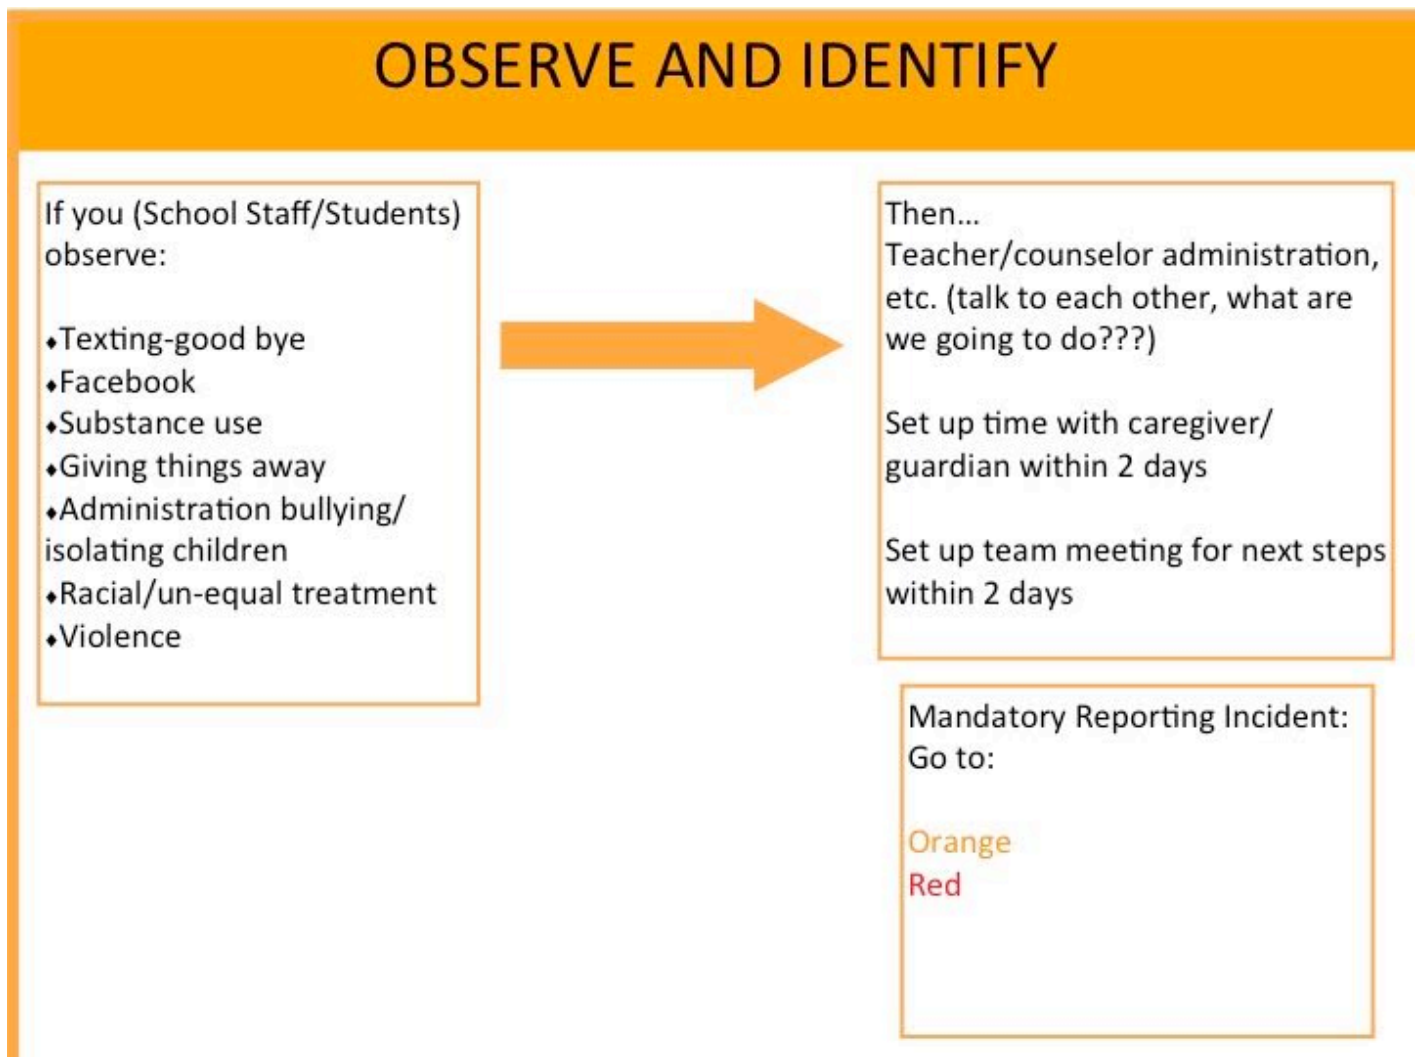 OBSERVE AND IDENTIFY
If you (School Staff/Students)
observe:
⬧Texting-good bye
⬧Facebook
⬧Substance use
⬧Giving things away
⬧Administration bullying/
isolating children
⬧Racial/un-equal treatment
⬧Violence
Then...
Teacher/counselor administration,
etc. (talk to each other, what are
we going to do???)
Set up time with caregiver/
guardian within 2 days
Set up team meeting for next steps
within 2 days
Mandatory Reporting Incident:
Go to:
Orange
Red